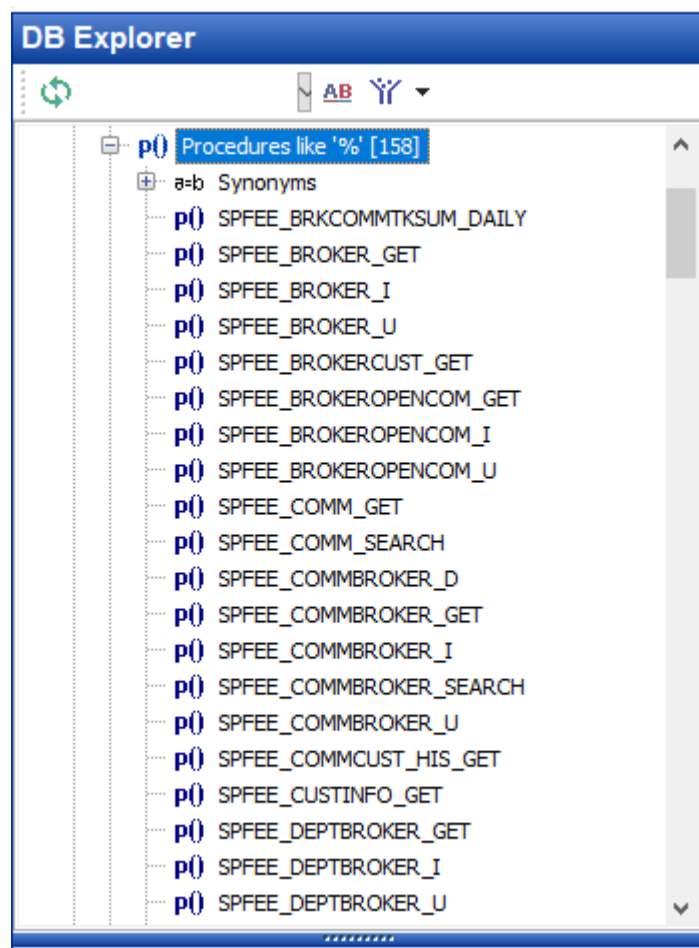 DB Explorer
AB
p() Procedures like '%' [158]
a=b Synonyms
p() SPFEE_BRKCOMMTKSUM_DAILY
p() SPFEE_BROKER_GET
p() SPFEE_BROKER_I
p() SPFEE_BROKER_U
p() SPFEE_BROKERCUST_GET
p() SPFEE_BROKEROPENCOM_GET
p() SPFEE_BROKEROPENCOM_I
p() SPFEE_BROKEROPENCOM_U
p() SPFEE_COMM_GET
p() SPFEE_COMM_SEARCH
p() SPFEE_COMMBROKER_D
p() SPFEE_COMMBROKER_GET
p() SPFEE_COMMBROKER_I
p() SPFEE_COMMBROKER_SEARCH
p() SPFEE_COMMBROKER_U
p() SPFEE_COMMCUST_HIS_GET
p() SPFEE_CUSTINFO_GET
p() SPFEE_DEPTBROKER_GET
p() SPFEE_DEPTBROKER_I
p() SPFEE_DEPTBROKER_U